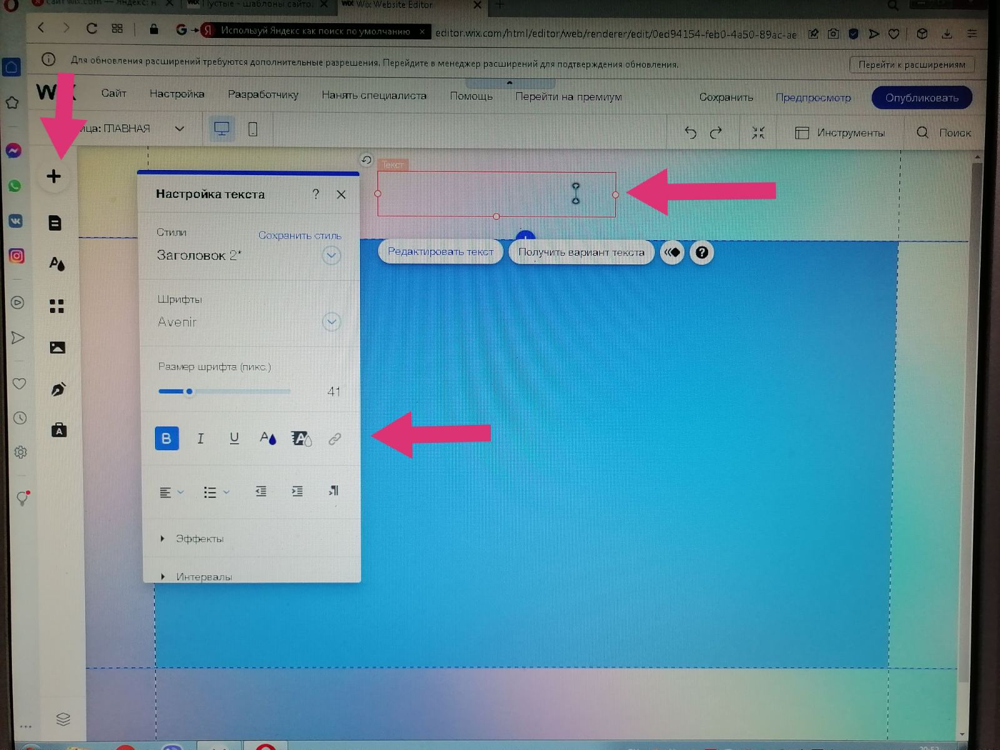 сайт wix.com — Яндекс: н
Пустые - шаблоны сайто
Wix Website Editor
Используй Яндекс как поиск по умолчанию
editor.wix.com/html/editor/web/renderer/edit/0ed94154-feb0-4a50-89ac-ae
Для обновления расширений требуются дополнительные разрешения. Перейдите в менеджер расширений для подтверждения обновления.
Перейти к расширениям
Сайт
Настройка
Разработчику
Нанять специалиста
Помощь
Перейти на премиум
Сохранить
Предпросмотр
Опубликовать
ица: ГЛАВНАЯ
Инструменты
Поиск
Текст
Настройка текста
?
Стили
Сохранить стиль
Заголовок 2*
Редактировать текст
Получить вариант текста
?
Шрифты
Avenir
Размер шрифта (пикс.)
41
B I U A A
Эффекты
Интервалы
20:52